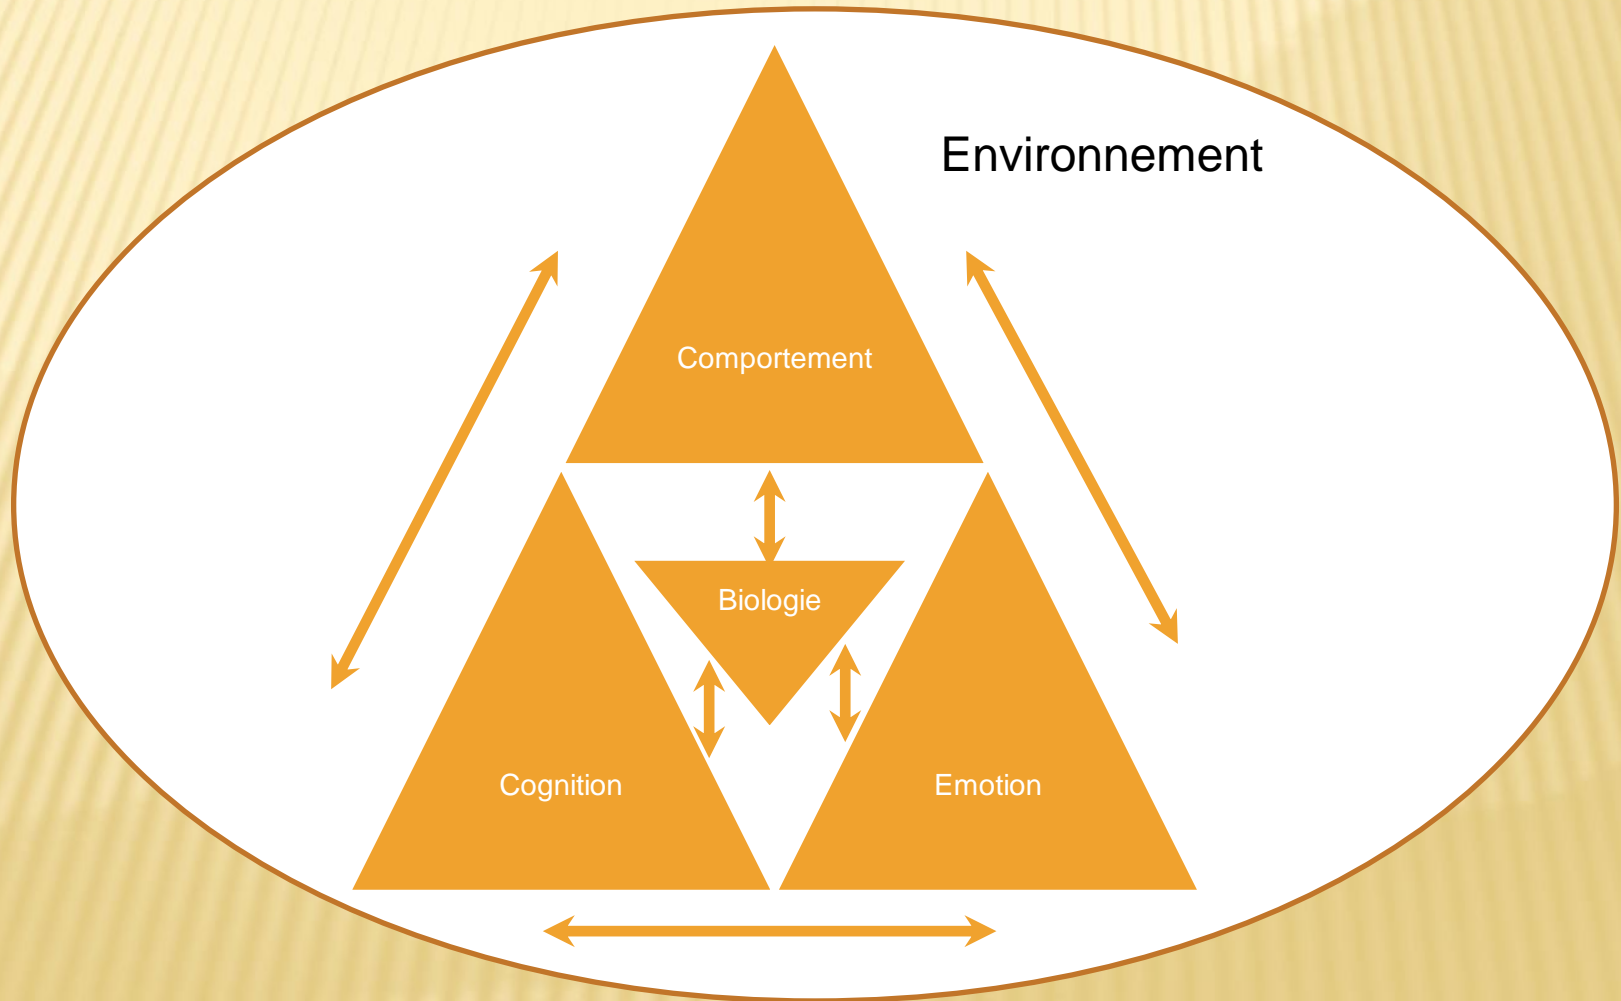 Environnement
Comportement
Biologie
Cognition
Emotion